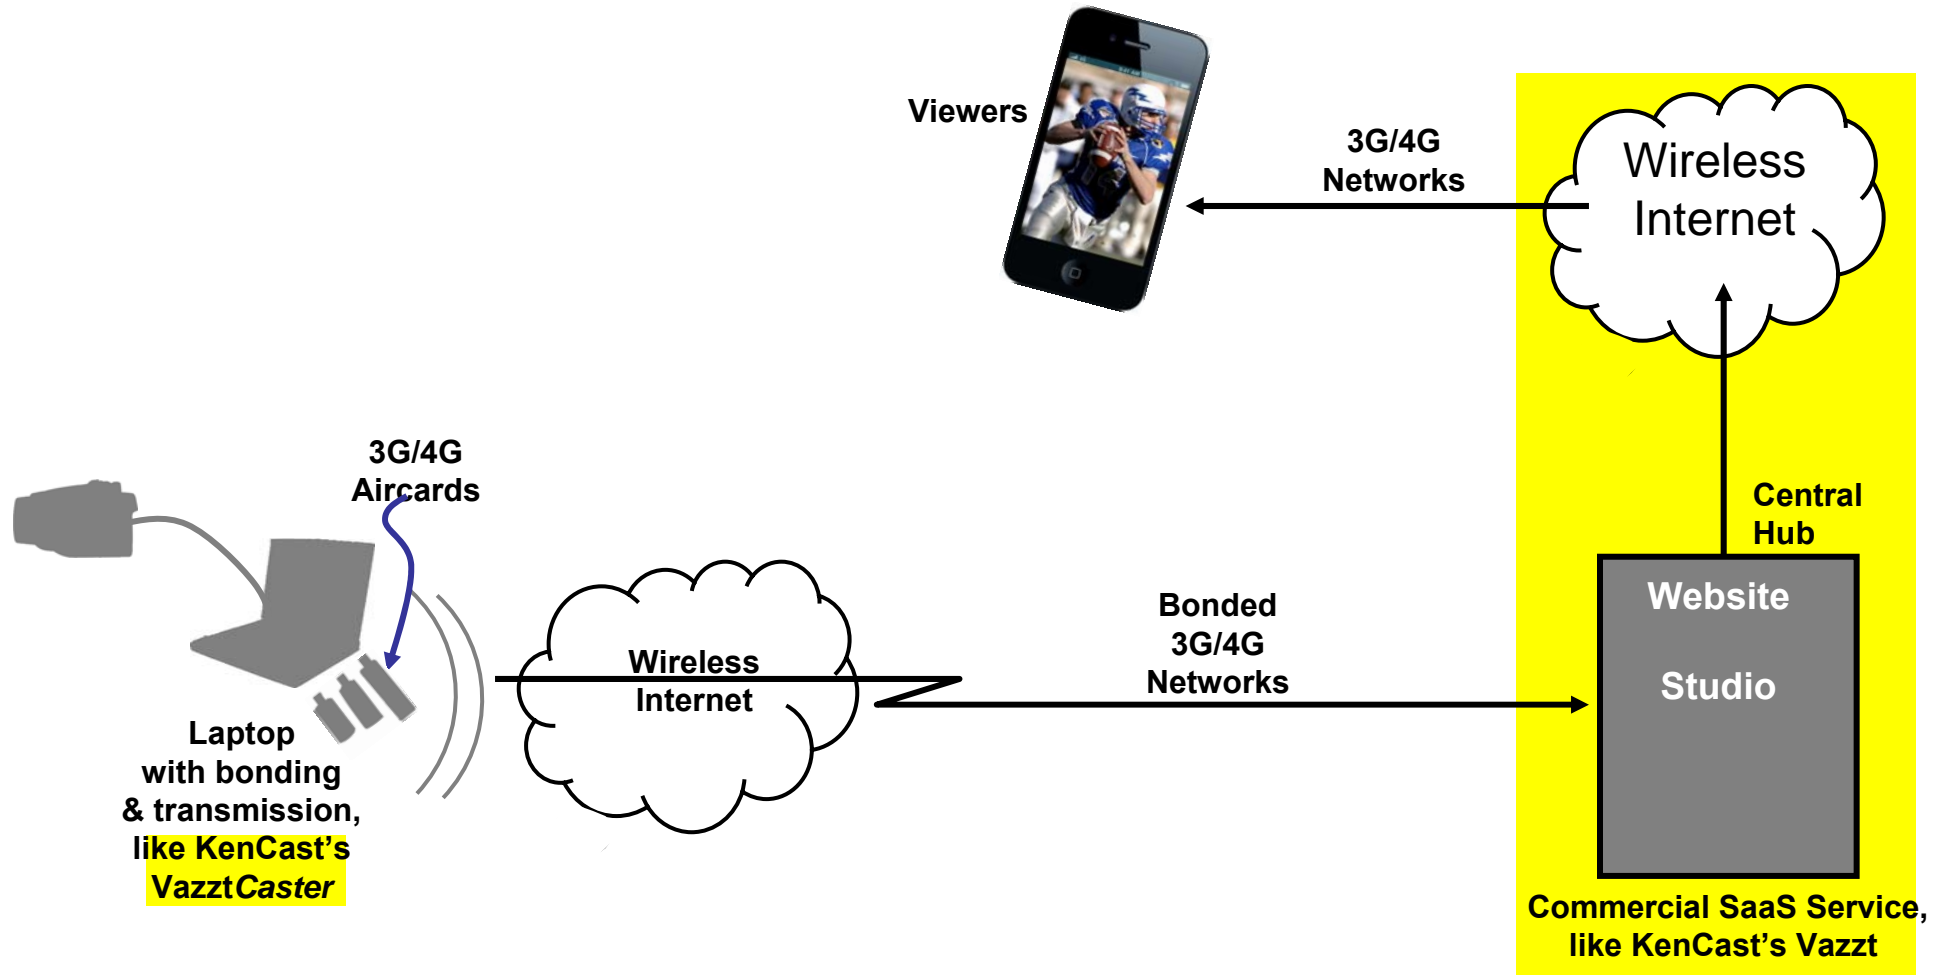 Viewers
3G/4G
Networks
Wireless
Internet
3G/4G
Aircards
Central
Hub
Wireless
Internet
Bonded
3G/4G
Networks
Website
Studio
Laptop
with bonding
& transmission,
like KenCast's
VazztCaster
Commercial SaaS Service,
like KenCast's Vazzt